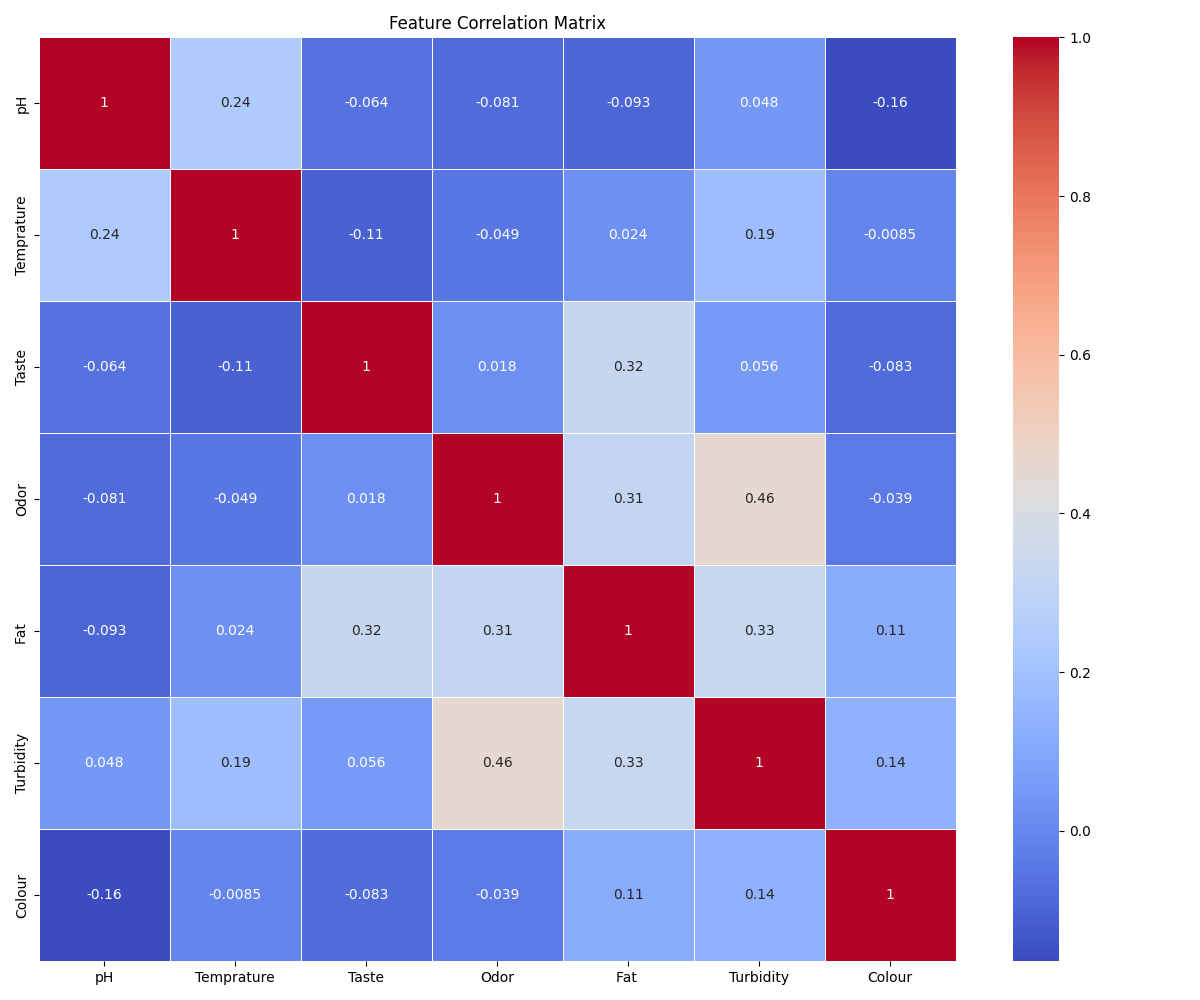 Feature Correlation Matrix
pH 1 0.24 -0.064 -0.081 -0.093 0.048 -0.16
Temprature 0.24 1 -0.11 -0.049 0.024 0.19 -0.0085
Taste -0.064 -0.11 1 0.018 0.32 0.056 -0.083
Odor -0.081 -0.049 0.018 1 0.31 0.46 -0.039
Fat -0.093 0.024 0.32 0.31 1 0.33 0.11
Turbidity 0.048 0.19 0.056 0.46 0.33 1 0.14
Colour -0.16 -0.0085 -0.083 -0.039 0.11 0.14 1
pH Temprature Taste Odor Fat Turbidity Colour
1.0
0.8
0.6
0.4
0.2
0.0